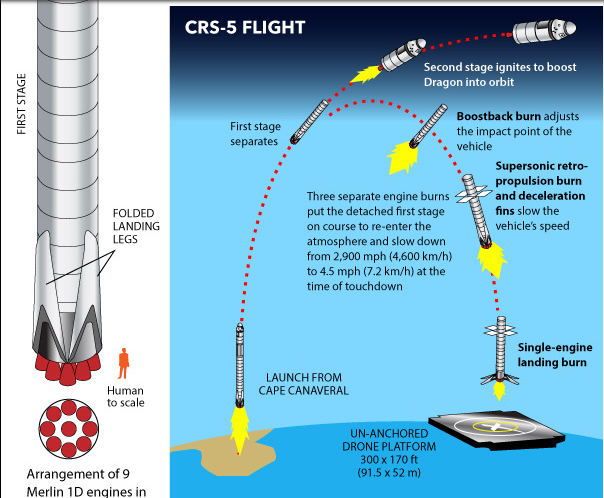 FIRST STAGE
FOLDED
LANDING
LEGS
Human
to scale
Arrangement of 9
Merlin 1D engines in
CRS-5 FLIGHT
Second stage ignites to boost
Dragon into orbit
First stage
separates
Boostback burn adjusts
the impact point of the
vehicle
Supersonic retro-
propulsion burn
and deceleration
fins slow the
vehicle's speed
Three separate engine burns
put the detached first stage
on course to re-enter the
atmosphere and slow down
from 2,900 mph (4,600 km/h)
to 4.5 mph (7.2 km/h) at the
time of touchdown
Single-engine
landing burn
LAUNCH FROM
CAPE CANAVERAL
UN-ANCHORED
DRONE PLATFORM
300 x 170 ft
(91.5 x 52 m)